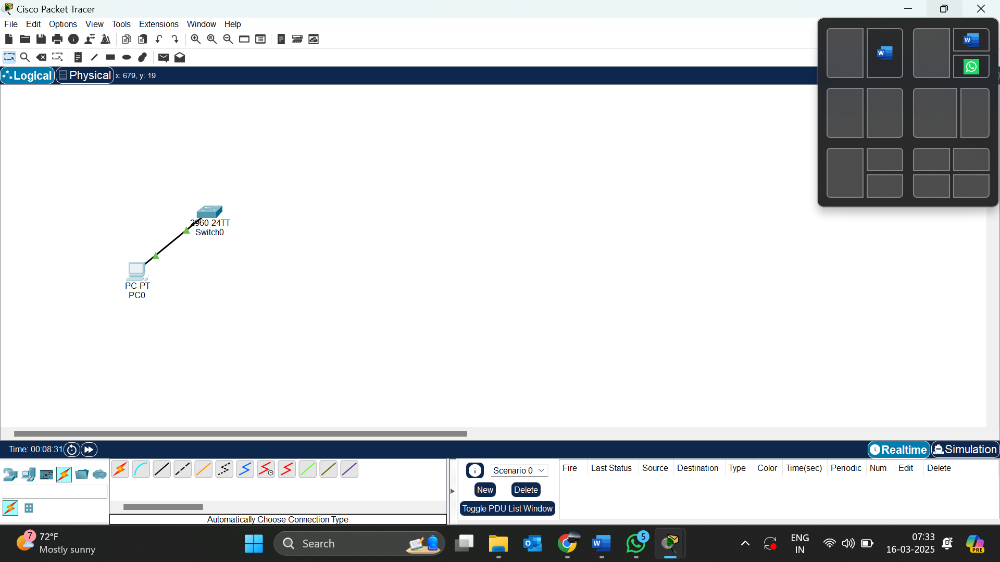 Cisco Packet Tracer
File Edit Options View Tools Extensions Window Help
Logical Physical x: 679, y: 19
2960-24TT
Switch0
PC-PT
PC0
Time: 00:08:31
Realtime Simulation
Scenario 0
New Delete
Toggle PDU List Window
Fire Last Status Source Destination Type Color Time(sec) Periodic Num Edit Delete
Automatically Choose Connection Type
7
72°F
Mostly sunny
Search
5
ENG
IN
07:33
16-03-2025
PRE